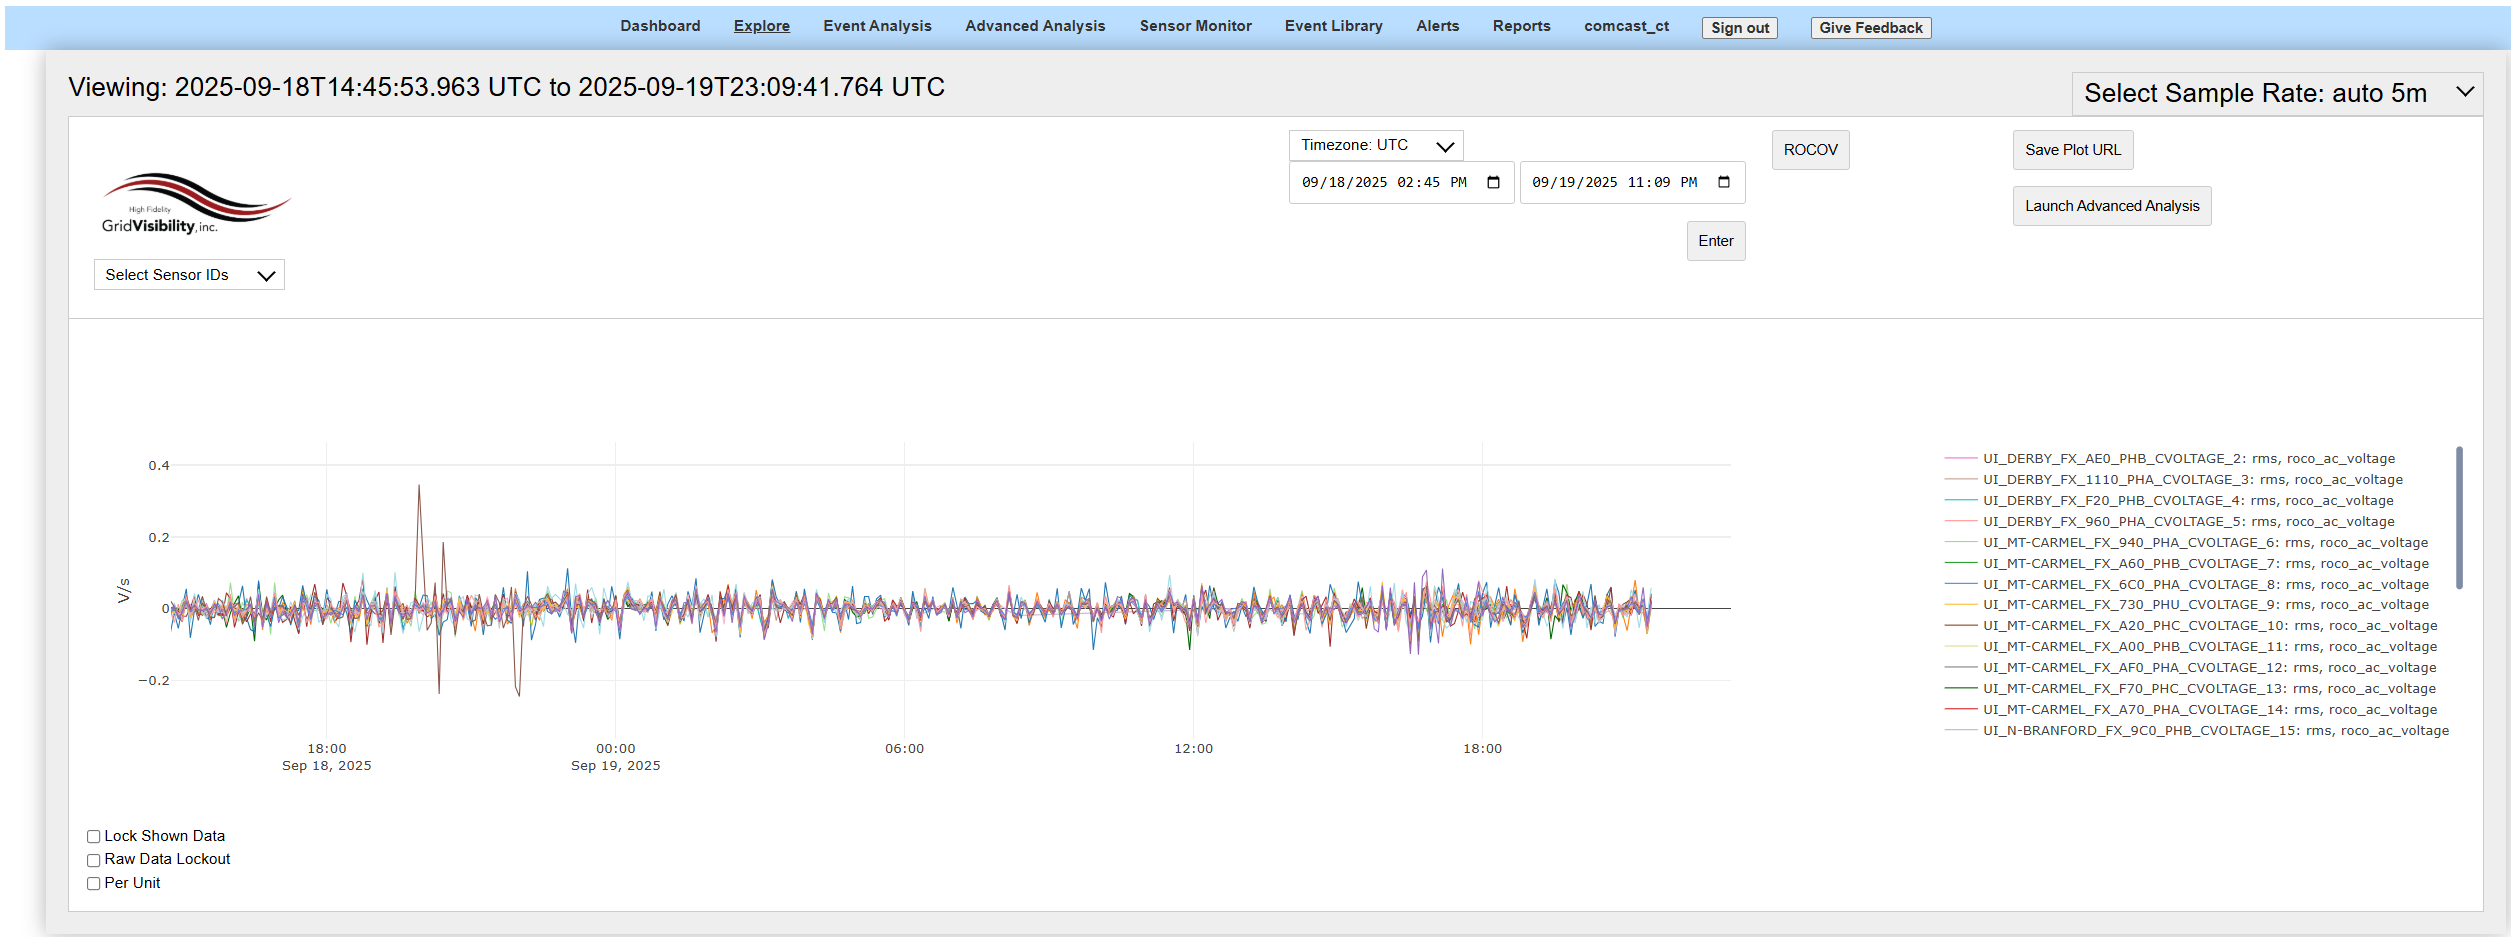 Dashboard Explore Event Analysis Advanced Analysis Sensor Monitor Event Library Alerts Reports comcast_ct Sign out Give Feedback
Viewing: 2025-09-18T14:45:53.963 UTC to 2025-09-19T23:09:41.764 UTC
Select Sample Rate: auto 5m
High Fidelity
GridVisibility, inc.
Select Sensor IDs
Timezone: UTC
09/18/2025 02:45 PM
09/19/2025 11:09 PM
Enter
ROCOV
Save Plot URL
Launch Advanced Analysis
V/s
0.4
0.2
0
−0.2
18:00
Sep 18, 2025
00:00
Sep 19, 2025
06:00
12:00
18:00
UI_DERBY_FX_AE0_PHB_CVOLTAGE_2: rms, roco_ac_voltage
UI_DERBY_FX_1110_PHA_CVOLTAGE_3: rms, roco_ac_voltage
UI_DERBY_FX_F20_PHB_CVOLTAGE_4: rms, roco_ac_voltage
UI_DERBY_FX_960_PHA_CVOLTAGE_5: rms, roco_ac_voltage
UI_MT-CARMEL_FX_940_PHA_CVOLTAGE_6: rms, roco_ac_voltage
UI_MT-CARMEL_FX_A60_PHB_CVOLTAGE_7: rms, roco_ac_voltage
UI_MT-CARMEL_FX_6C0_PHA_CVOLTAGE_8: rms, roco_ac_voltage
UI_MT-CARMEL_FX_730_PHU_CVOLTAGE_9: rms, roco_ac_voltage
UI_MT-CARMEL_FX_A20_PHC_CVOLTAGE_10: rms, roco_ac_voltage
UI_MT-CARMEL_FX_A00_PHB_CVOLTAGE_11: rms, roco_ac_voltage
UI_MT-CARMEL_FX_AF0_PHA_CVOLTAGE_12: rms, roco_ac_voltage
UI_MT-CARMEL_FX_F70_PHC_CVOLTAGE_13: rms, roco_ac_voltage
UI_MT-CARMEL_FX_A70_PHA_CVOLTAGE_14: rms, roco_ac_voltage
UI_N-BRANFORD_FX_9C0_PHB_CVOLTAGE_15: rms, roco_ac_voltage
Lock Shown Data
Raw Data Lockout
Per Unit